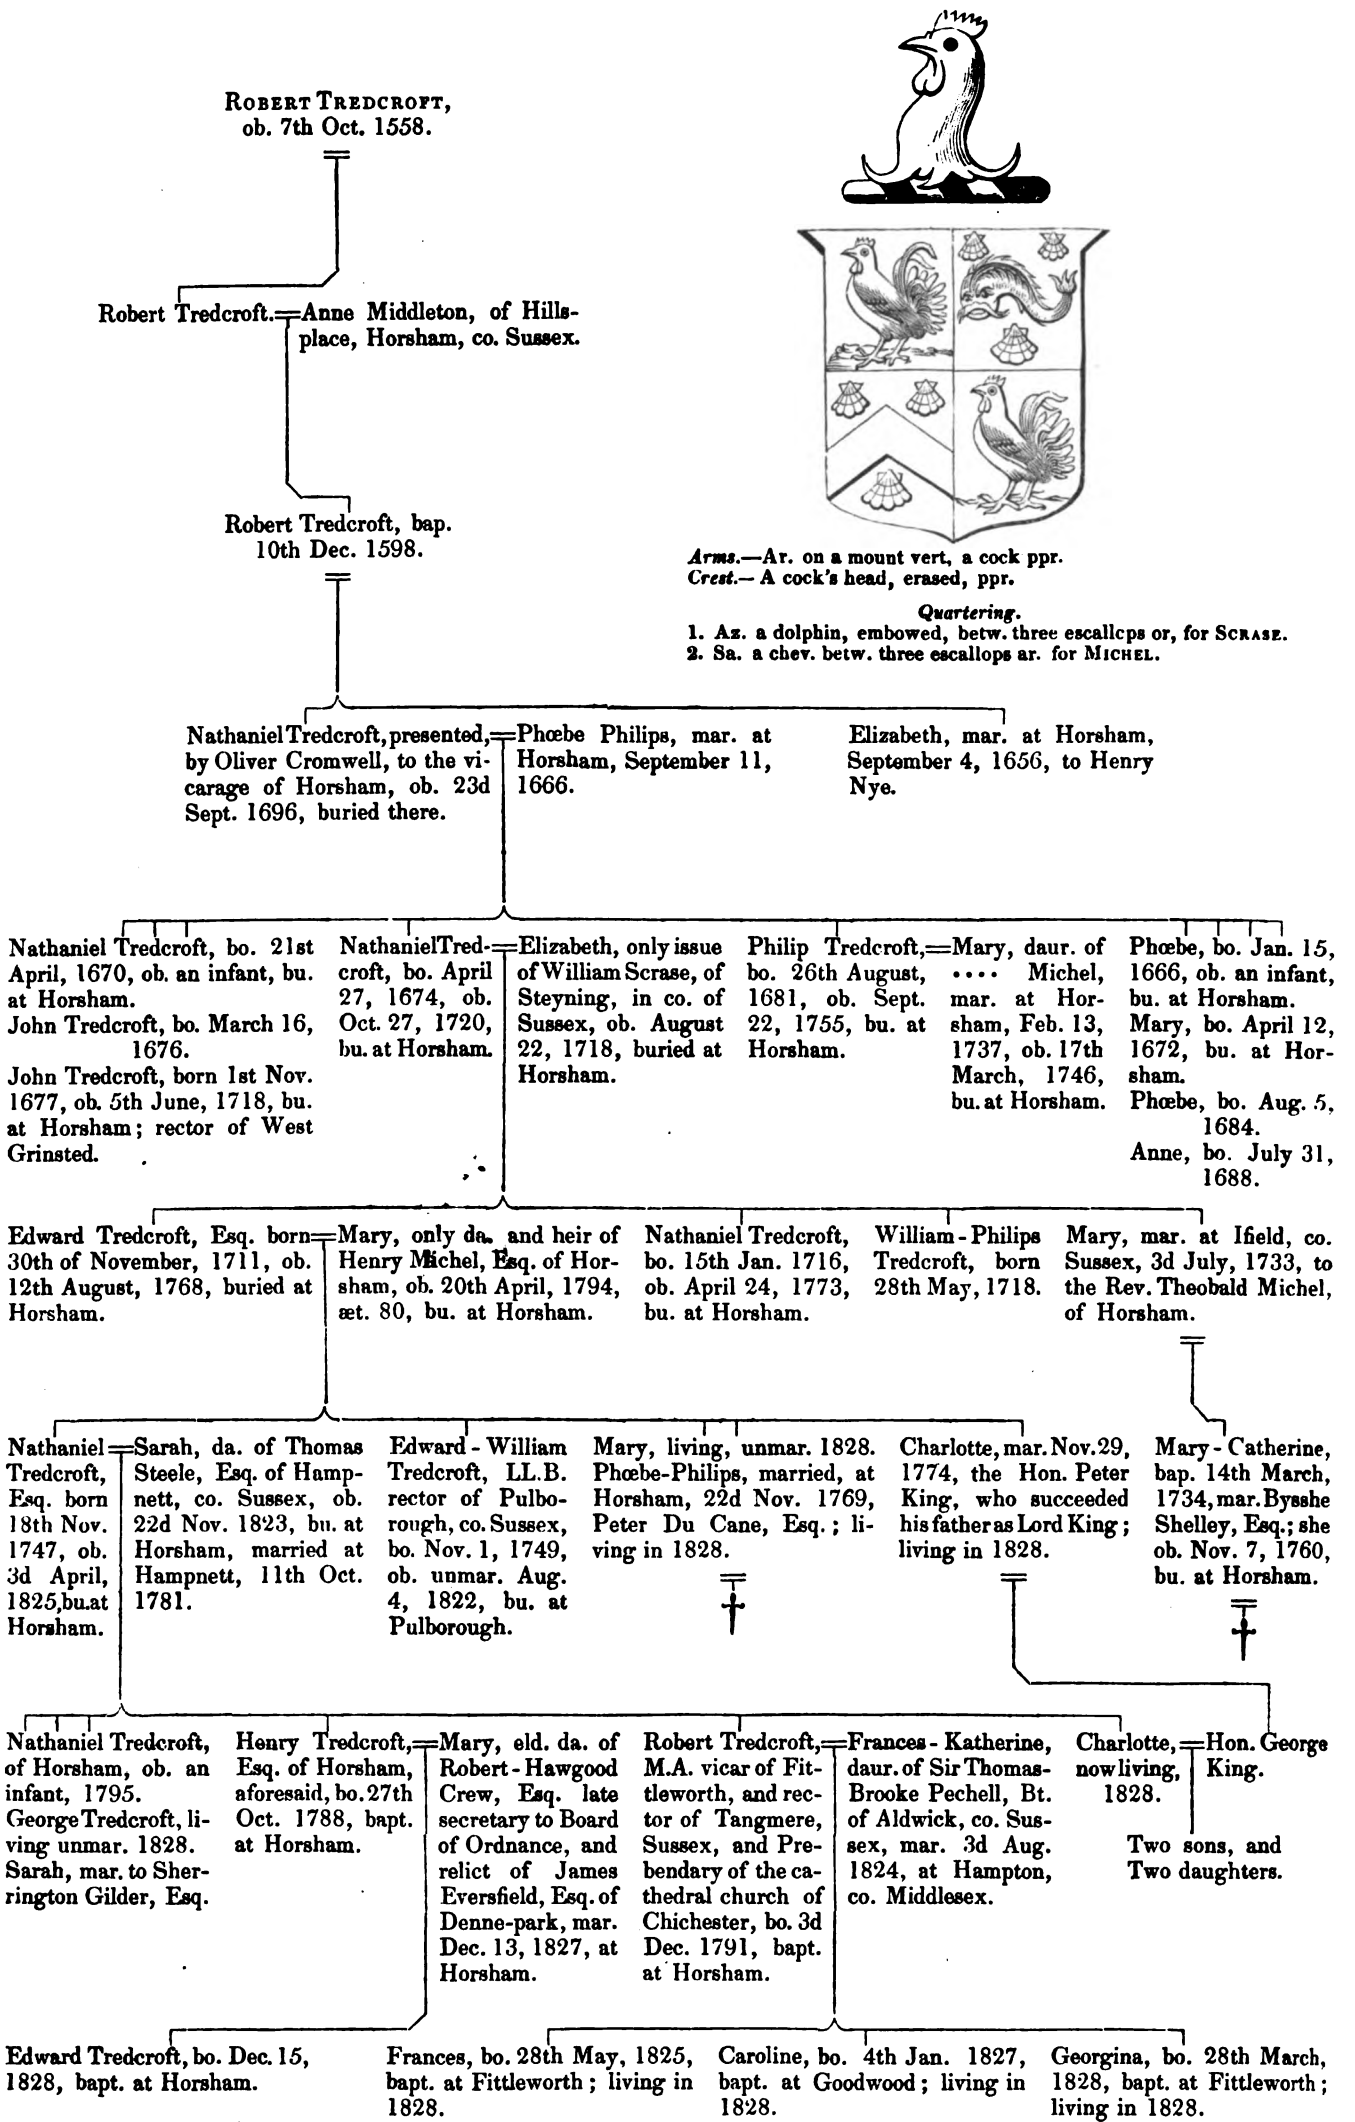 ROBERT TREDCROFT,
ob. 7th Oct. 1558.
Robert Tredcroft.=Anne Middleton, of Hills-
place, Horsham, co. Sussex.
Robert Tredcroft, bap.
10th Dec. 1598.
Arms.—Ar. on a mount vert, a cock ppr.
Crest.— A cock's head, erased, ppr.
Quartering.
1. Az. a dolphin, embowed, betw. three escallops or, for SCRASE.
2. Sa. a chev. betw. three escallops ar. for MICHEL.
Nathaniel Tredcroft, presented,=
by Oliver Cromwell, to the vi-
carage of Horsham, ob. 23d
Sept. 1696, buried there.
Phœbe Philips, mar. at
Horsham, September 11,
1666.
Elizabeth, mar. at Horsham,
September 4, 1656, to Henry
Nye.
Nathaniel Tredcroft, bo. 21st
April, 1670, ob. an infant, bu.
at Horsham.
John Tredcroft, bo. March 16,
1676.
John Tredcroft, born 1st Nov.
1677, ob. 5th June, 1718, bu.
at Horsham; rector of West
Grinsted.
Nathaniel Tred-=
croft, bo. April
27, 1674, ob.
Oct. 27, 1720,
bu. at Horsham.
Elizabeth, only issue
of William Scrase, of
Steyning, in co. of
Sussex, ob. August
22, 1718, buried at
Horsham.
Philip Tredcroft,=
bo. 26th August,
1681, ob. Sept.
22, 1755, bu. at
Horsham.
Mary, daur. of
.... Michel,
mar. at Hor-
sham, Feb. 13,
1737, ob. 17th
March, 1746,
bu. at Horsham.
Phœbe, bo. Jan. 15,
1666, ob. an infant,
bu. at Horsham.
Mary, bo. April 12,
1672, bu. at Hor-
sham.
Phœbe, bo. Aug. 5,
1684.
Anne, bo. July 31,
1688.
Edward Tredcroft, Esq. born=
30th of November, 1711, ob.
12th August, 1768, buried at
Horsham.
Mary, only da. and heir of
Henry Michel, Esq. of Hor-
sham, ob. 20th April, 1794,
æt. 80, bu. at Horsham.
Nathaniel Tredcroft,
bo. 15th Jan. 1716,
ob. April 24, 1773,
bu. at Horsham.
William-Philips
Tredcroft, born
28th May, 1718.
Mary, mar. at Ifield, co.
Sussex, 3d July, 1733, to
the Rev. Theobald Michel,
of Horsham.
Nathaniel=
Tredcroft,
Esq. born
18th Nov.
1747, ob.
3d April,
1825, bu. at
Horsham.
Sarah, da. of Thomas
Steele, Esq. of Hamp-
nett, co. Sussex, ob.
22d Nov. 1823, bu. at
Horsham, married at
Hampnett, 11th Oct.
1781.
Edward-William
Tredcroft, LL.B.
rector of Pulbo-
rough, co. Sussex,
bo. Nov. 1, 1749,
ob. unmar. Aug.
4, 1822, bu. at
Pulborough.
Mary, living, unmar. 1828.
Phœbe-Philips, married, at
Horsham, 22d Nov. 1769,
Peter Du Cane, Esq.; li-
ving in 1828.
Charlotte, mar. Nov. 29,
1774, the Hon. Peter
King, who succeeded
his father as Lord King;
living in 1828.
Mary-Catherine,
bap. 14th March,
1734, mar. Bysshe
Shelley, Esq.; she
ob. Nov. 7, 1760,
bu. at Horsham.
Nathaniel Tredcroft,
of Horsham, ob. an
infant, 1795.
George Tredcroft, li-
ving unmar. 1828.
Sarah, mar. to Sher-
rington Gilder, Esq.
Henry Tredcroft,=
Esq. of Horsham,
aforesaid, bo. 27th
Oct. 1788, bapt.
at Horsham.
Mary, eld. da. of
Robert-Hawgood
Crew, Esq. late
secretary to Board
of Ordnance, and
relict of James
Eversfield, Esq. of
Denne-park, mar.
Dec. 13, 1827, at
Horsham.
Robert Tredcroft,=
M.A. vicar of Fit-
tleworth, and rec-
tor of Tangmere,
Sussex, and Pre-
bendary of the ca-
thedral church of
Chichester, bo. 3d
Dec. 1791, bapt.
at Horsham.
Frances-Katherine,
daur. of Sir Thomas-
Brooke Pechell, Bt.
of Aldwick, co. Sus-
sex, mar. 3d Aug.
1824, at Hampton,
co. Middlesex.
Charlotte,=
now living,
1828.
Hon. George
King.
Two sons, and
Two daughters.
Edward Tredcroft, bo. Dec. 15,
1828, bapt. at Horsham.
Frances, bo. 28th May, 1825,
bapt. at Fittleworth; living in
1828.
Caroline, bo. 4th Jan. 1827,
bapt. at Goodwood; living in
1828.
Georgina, bo. 28th March,
1828, bapt. at Fittleworth;
living in 1828.